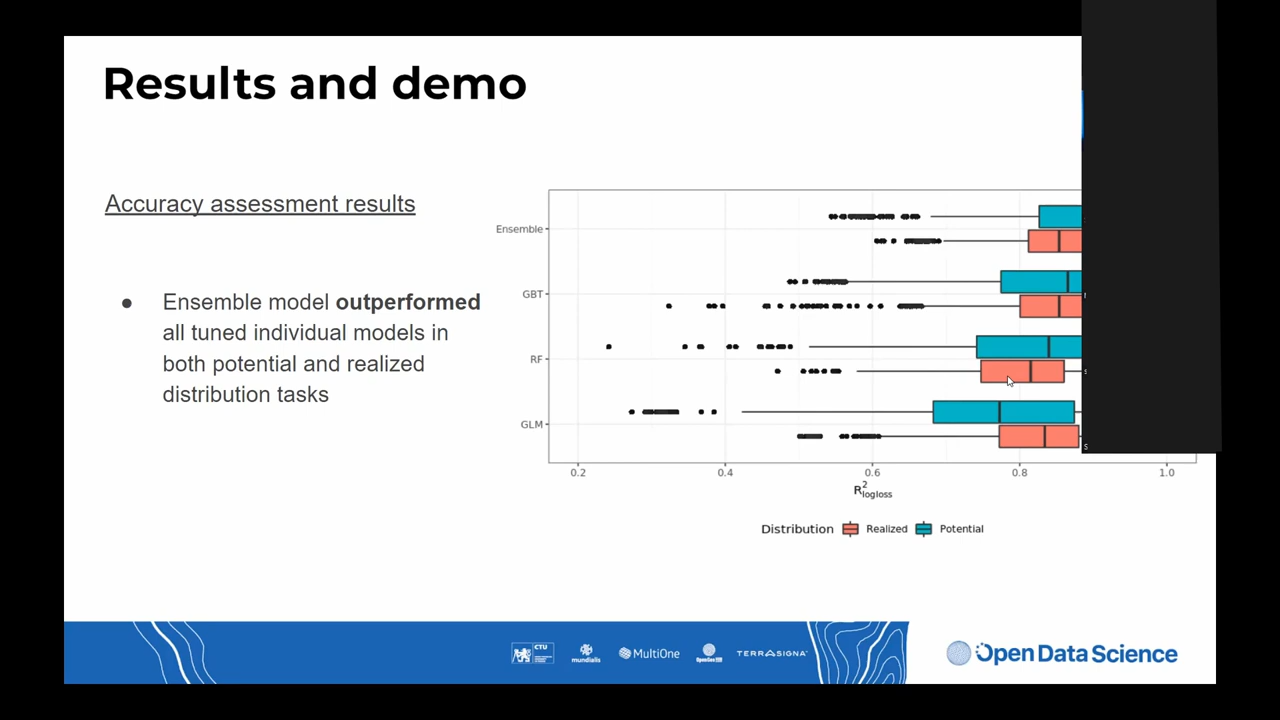 Results and demo
Accuracy assessment results
● Ensemble model outperformed
all tuned individual models in
both potential and realized
distribution tasks
Ensemble
GBT
RF
GLM
0.2 0.4 0.6 0.8 1.0
R²logloss
Distribution Realized Potential
CTU
mundialis
MultiOne
OpenGeo
TERRASIGNA
Open Data Science